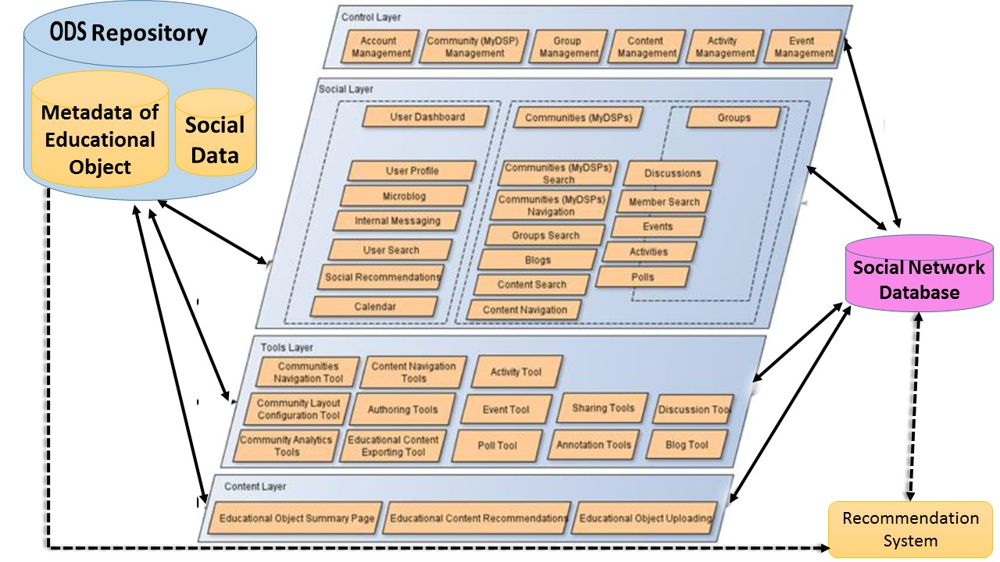 ODS Repository
Metadata of
Educational
Object
Social
Data
Control Layer
Account
Management
Community (MyDSP)
Management
Group
Management
Content
Management
Activity
Management
Event
Management
Social Layer
User Dashboard
User Profile
Microblog
Internal Messaging
User Search
Social Recommendations
Calendar
Communities (MyDSPs)
Communities (MyDSPs)
Search
Communities (MyDSPs)
Navigation
Groups Search
Blogs
Content Search
Content Navigation
Groups
Discussions
Member Search
Events
Activities
Polls
Tools Layer
Communities
Navigation Tool
Content Navigation
Tools
Activity Tool
Community Layout
Configuration Tool
Authoring Tools
Event Tool
Sharing Tools
Discussion Tool
Community Analytics
Tools
Educational Content
Exporting Tool
Poll Tool
Annotation Tools
Blog Tool
Content Layer
Educational Object Summary Page
Educational Content Recommendations
Educational Object Uploading
Social Network
Database
Recommendation
System